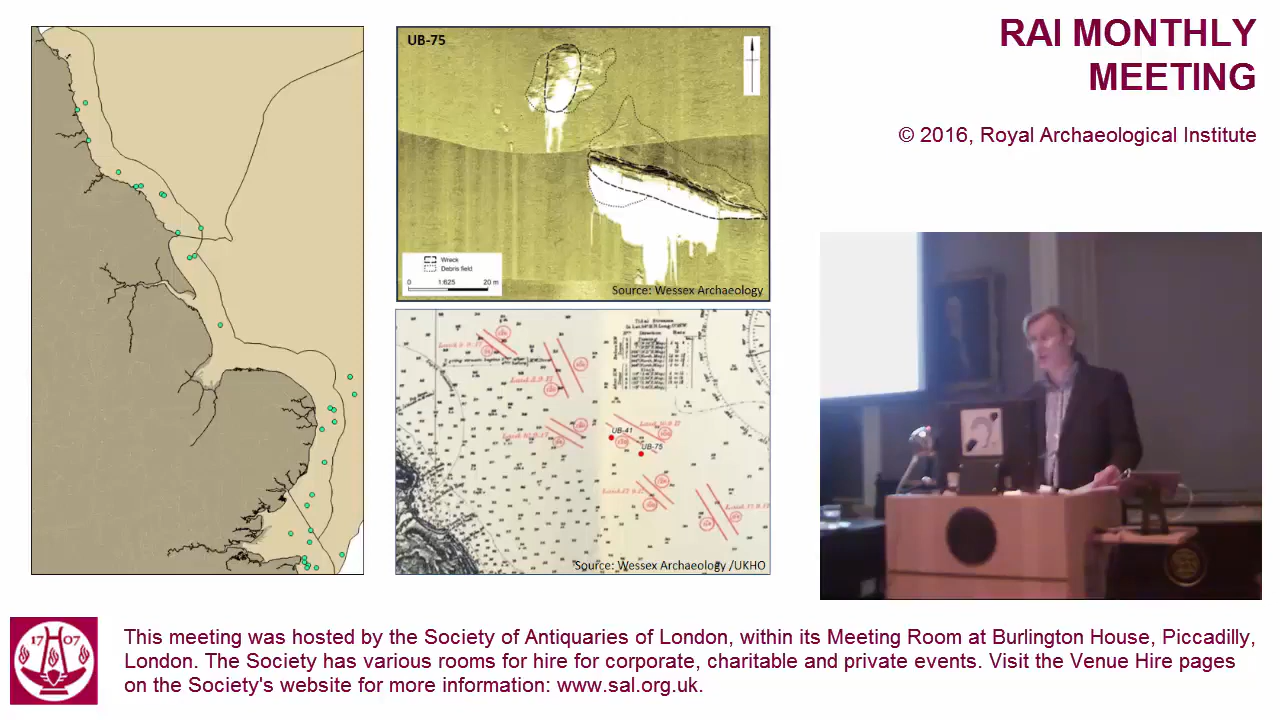 UB-75
Wreck
Debris field
0 1:625 20 m
Source: Wessex Archaeology
UB-41
UB-75
Source: Wessex Archaeology /UKHO
RAI MONTHLY
MEETING
© 2016, Royal Archaeological Institute
17 07
This meeting was hosted by the Society of Antiquaries of London, within its Meeting Room at Burlington House, Piccadilly,
London. The Society has various rooms for hire for corporate, charitable and private events. Visit the Venue Hire pages
on the Society's website for more information: www.sal.org.uk.